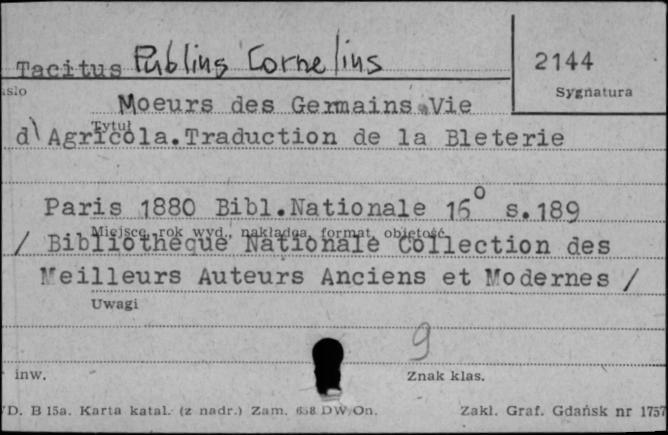 Tacitus Publius Cornelius
2144
Sygnatura
Moeurs des Germains.Vie
Tytuł
d'Agricola.Traduction de la Bleterie
Paris 1880 Bibl.Nationale 16° s.189
Miejsce, rok wyd., nakładca, format, objętość
/ Bibliothéque Nationale Collection des
Meilleurs Auteurs Anciens et Modernes /
Uwagi
9
inw.
Znak klas.
D. B 15a. Karta katal. (z nadr.) Zam. DW/On.
Zakł. Graf. Gdańsk nr 1757